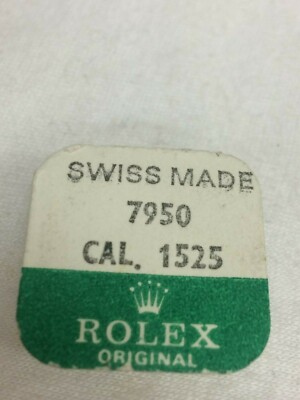 SWISS MADE
7950
CAL. 1525
ROLEX
ORIGINAL